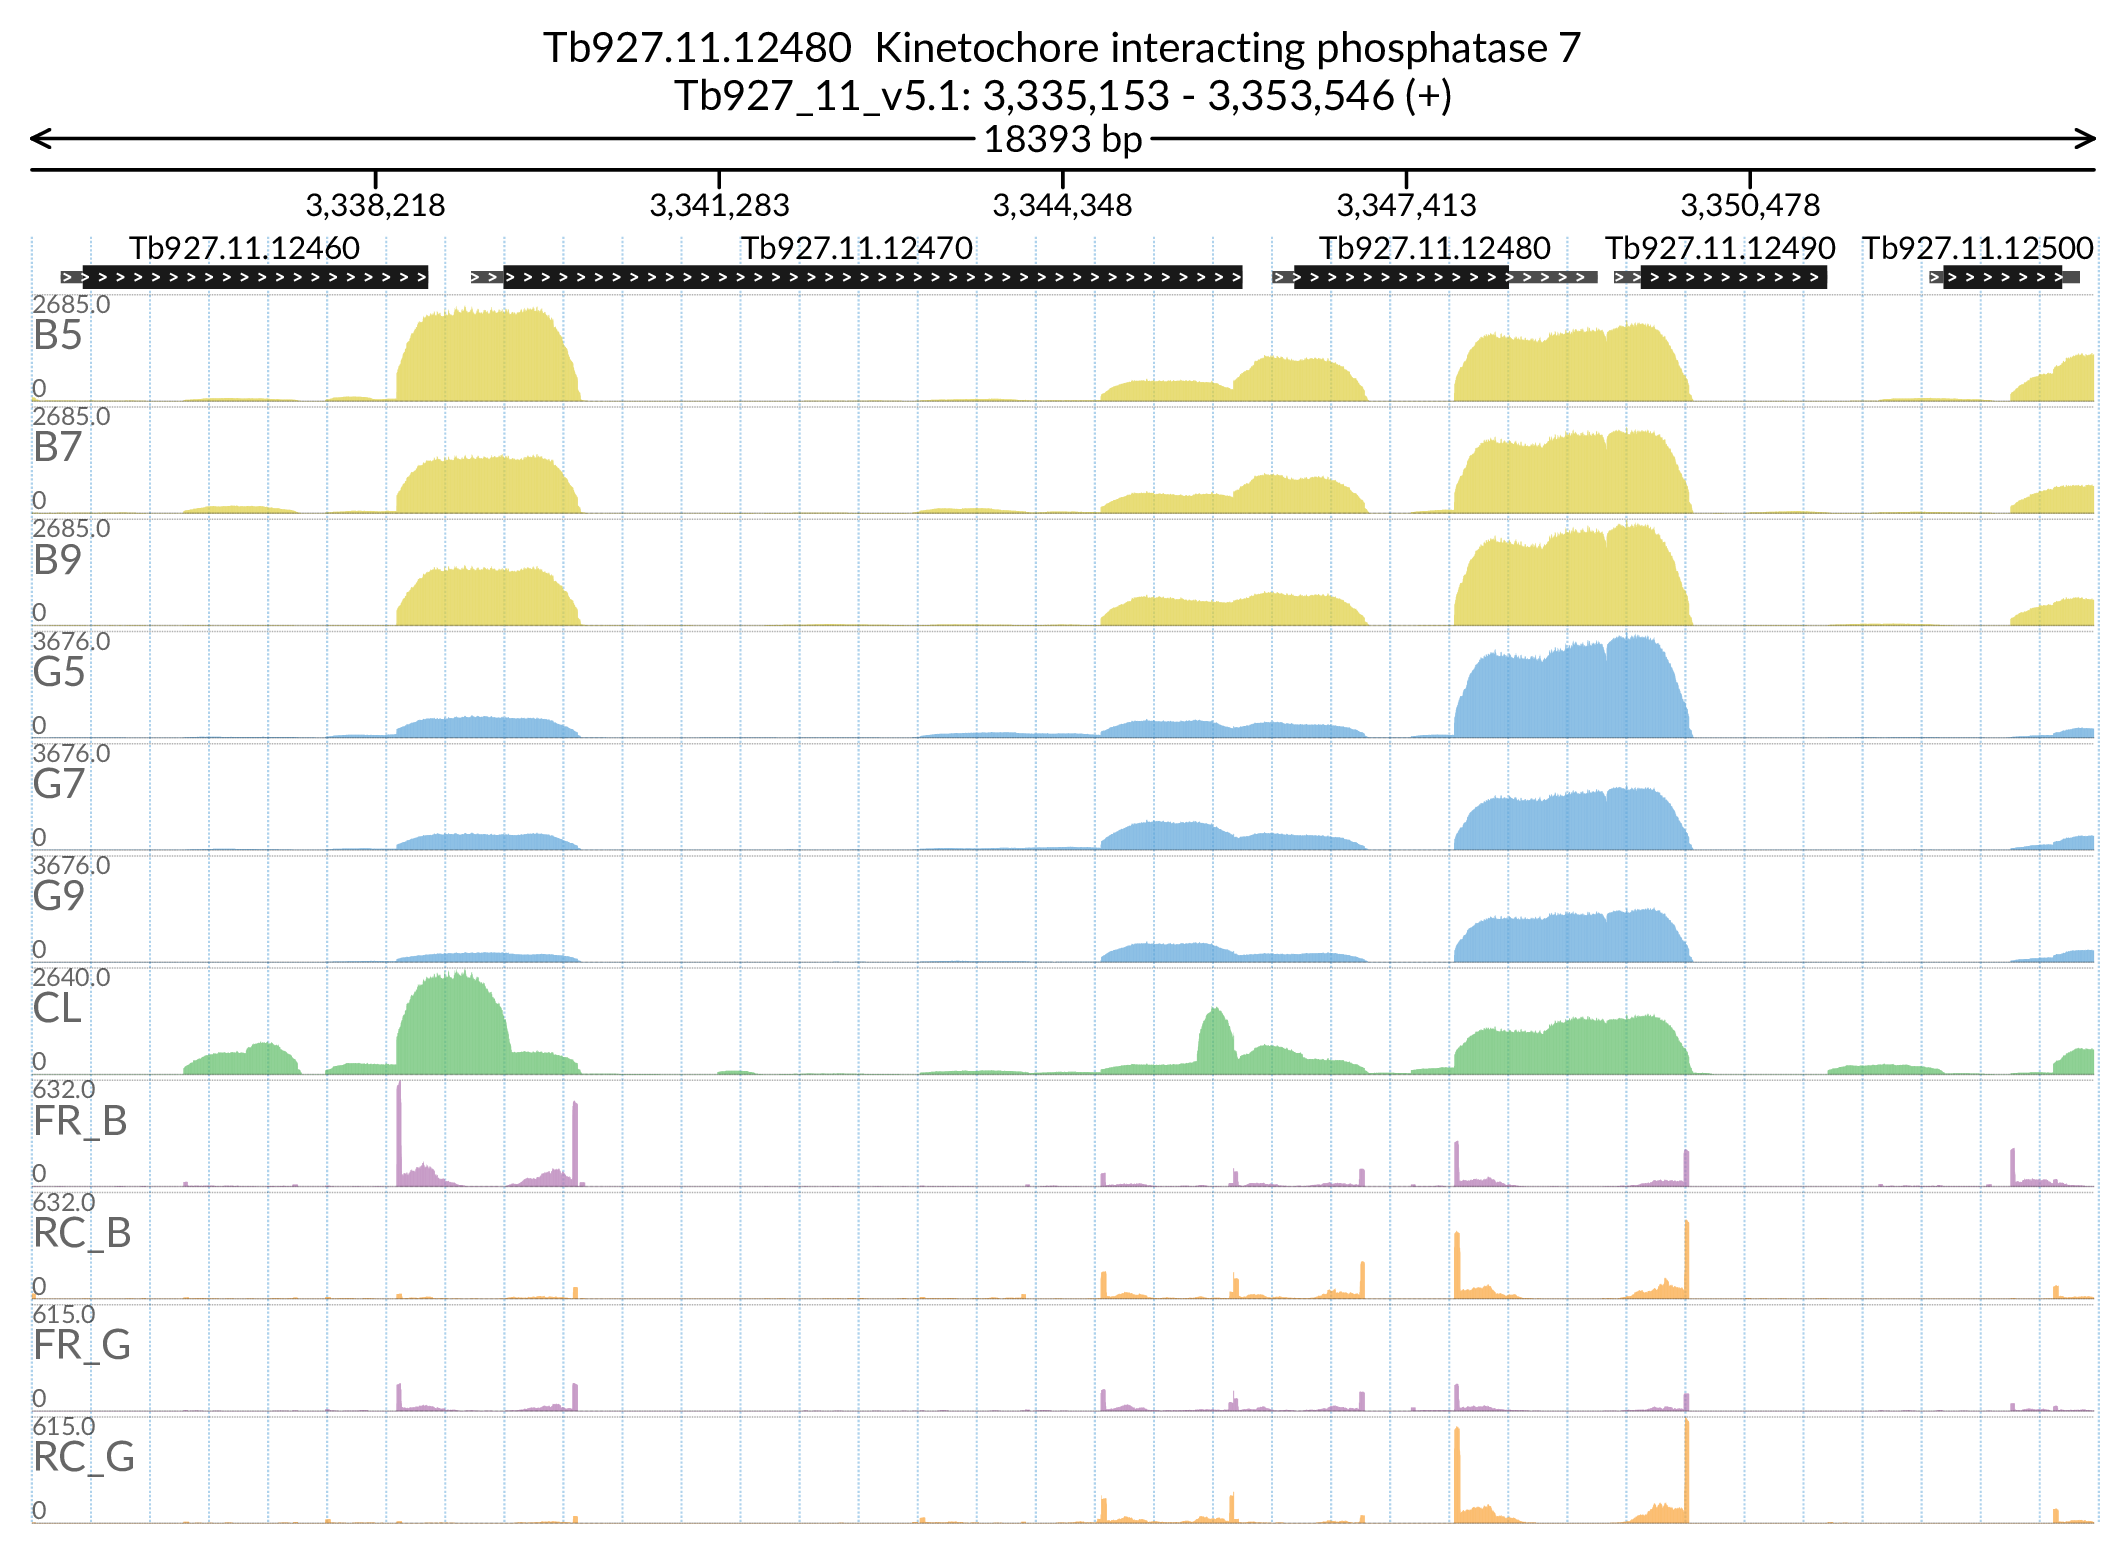 Tb927.11.12480 Kinetochore interacting phosphatase 7
Tb927_11_v5.1: 3,335,153 - 3,353,546 (+)
18393 bp
3,338,218 3,341,283 3,344,348 3,347,413 3,350,478
Tb927.11.12460 Tb927.11.12470 Tb927.11.12480 Tb927.11.12490 Tb927.11.12500
2685.0
B5
0
2685.0
B7
0
2685.0
B9
0
3676.0
G5
0
3676.0
G7
0
3676.0
G9
0
2640.0
CL
0
632.0
FR_B
0
632.0
RC_B
0
615.0
FR_G
0
615.0
RC_G
0